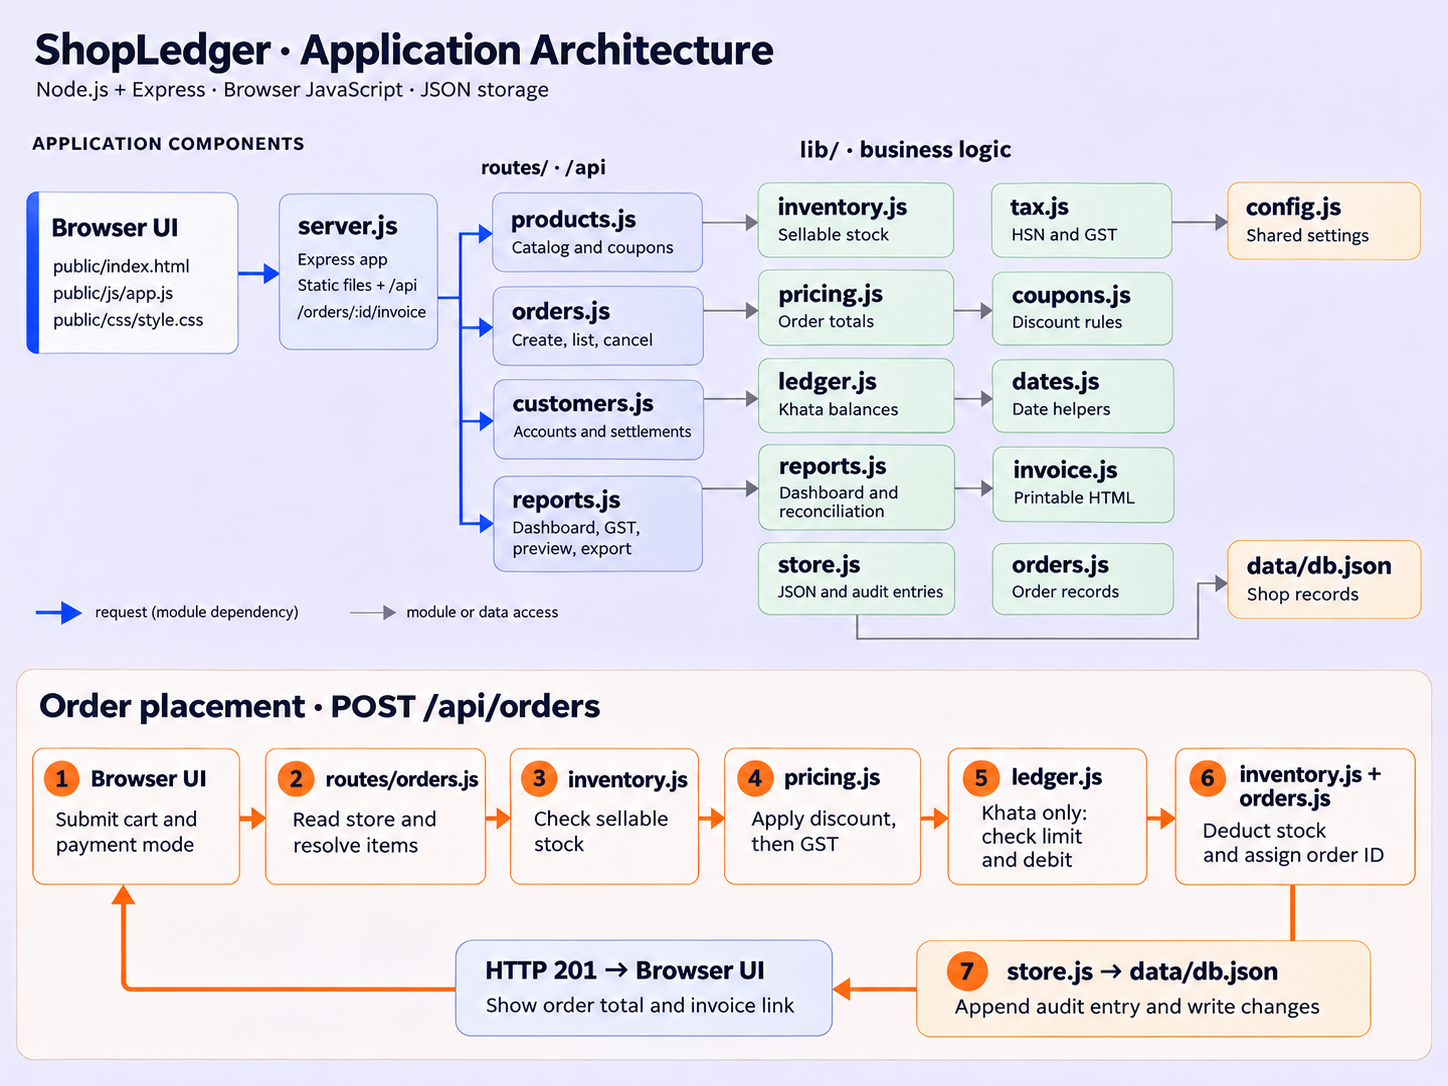 ShopLedger · Application Architecture
Node.js + Express · Browser JavaScript · JSON storage
APPLICATION COMPONENTS
Browser UI
public/index.html
public/js/app.js
public/css/style.css
server.js
Express app
Static files + /api
/orders/:id/invoice
routes/ · /api
products.js
Catalog and coupons
orders.js
Create, list, cancel
customers.js
Accounts and settlements
reports.js
Dashboard, GST,
preview, export
lib/ · business logic
inventory.js
Sellable stock
pricing.js
Order totals
ledger.js
Khata balances
reports.js
Dashboard and
reconciliation
store.js
JSON and audit entries
tax.js
HSN and GST
coupons.js
Discount rules
dates.js
Date helpers
invoice.js
Printable HTML
orders.js
Order records
config.js
Shared settings
data/db.json
Shop records
request (module dependency)
module or data access
Order placement · POST /api/orders
1 Browser UI
Submit cart and
payment mode
2 routes/orders.js
Read store and
resolve items
3 inventory.js
Check sellable
stock
4 pricing.js
Apply discount,
then GST
5 ledger.js
Khata only:
check limit
and debit
6 inventory.js +
orders.js
Deduct stock
and assign order ID
7 store.js → data/db.json
Append audit entry and write changes
HTTP 201 → Browser UI
Show order total and invoice link